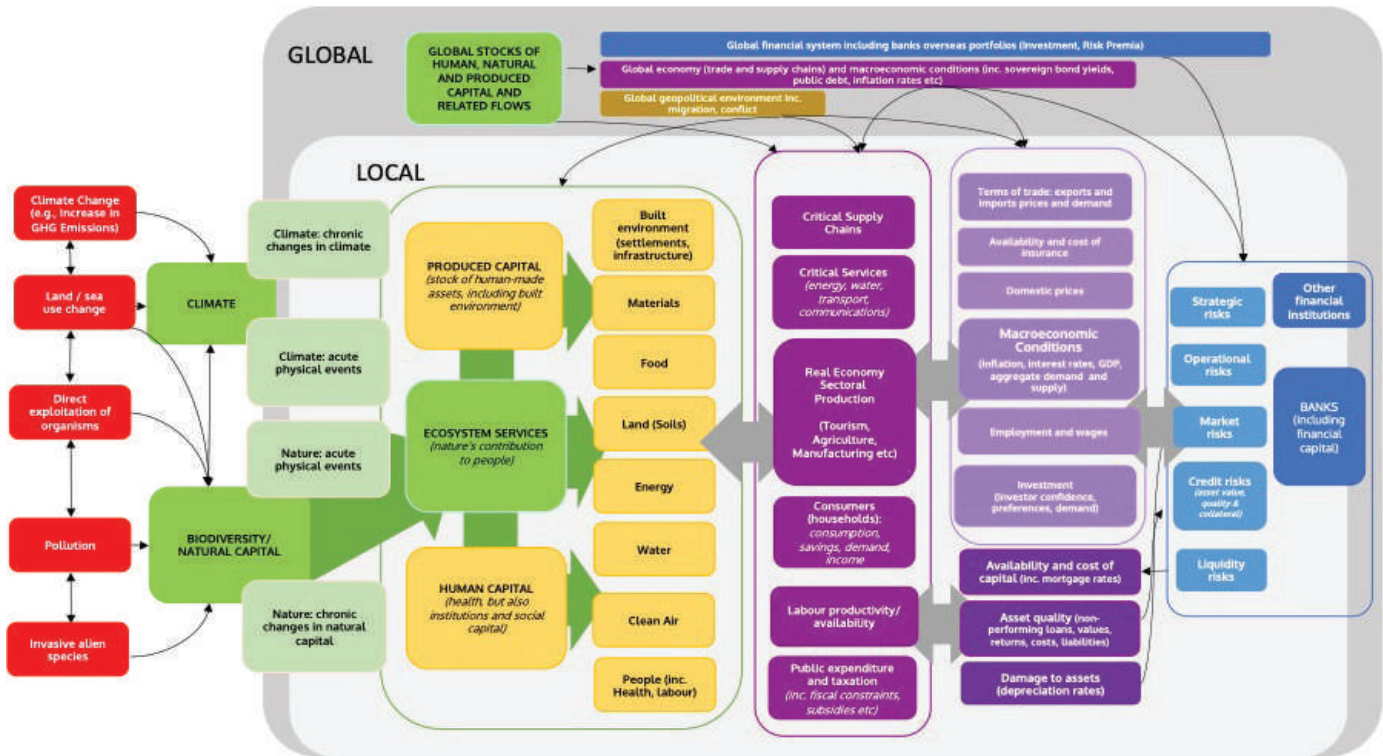 GLOBAL
GLOBAL STOCKS OF
HUMAN, NATURAL
AND PRODUCED
CAPITAL AND
RELATED FLOWS
Global financial system including banks overseas portfolios (Investment, Risk Premia)
Global economy (trade and supply chains) and macroeconomic conditions (inc. sovereign bond yields,
public debt, inflation rates etc)
Global geopolitical environment inc.
migration, conflict
LOCAL
Climate Change
(e.g., Increase in
GHG Emissions)
Land / sea
use change
Direct
exploitation of
organisms
Pollution
Invasive alien
species
CLIMATE
BIODIVERSITY/
NATURAL CAPITAL
Climate: chronic
changes in climate
Climate: acute
physical events
Nature: acute
physical events
Nature: chronic
changes in natural
capital
PRODUCED CAPITAL
(stock of human-made
assets, including built
environment)
ECOSYSTEM SERVICES
(nature's contribution
to people)
HUMAN CAPITAL
(health, but also
institutions and social
capital)
Built
environment
(settlements,
infrastructure)
Materials
Food
Land (Soils)
Energy
Water
Clean Air
People (inc.
Health, labour)
Critical Supply
Chains
Critical Services
(energy, water,
transport,
communications)
Real Economy
Sectoral
Production
(Tourism,
Agriculture,
Manufacturing etc)
Consumers
(households):
consumption,
savings, demand,
income
Labour productivity/
availability
Public expenditure
and taxation
(inc. fiscal constraints,
subsidies etc)
Terms of trade: exports and
imports prices and demand
Availability and cost of
insurance
Domestic prices
Macroeconomic
Conditions
(inflation, interest rates, GDP,
aggregate demand and
supply)
Employment and wages
Investment
(investor confidence,
preferences, demand)
Availability and cost of
capital (inc. mortgage rates)
Asset quality (non-
performing loans, values,
returns, costs, liabilities)
Damage to assets
(depreciation rates)
Strategic
risks
Operational
risks
Market
risks
Credit risks
(asset value,
quality &
collateral)
Liquidity
risks
Other
financial
institutions
BANKS
(including
financial
capital)